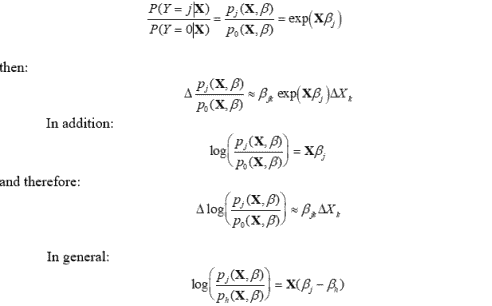 P(Y = j|X) / P(Y = 0|X) = p_j(X, β) / p_0(X, β) = exp(Xβ_j)
then:
Δ p_j(X, β) / p_0(X, β) ≈ β_jk exp(Xβ_j)ΔX_k
In addition:
log(p_j(X, β) / p_0(X, β)) = Xβ_j
and therefore:
Δ log(p_j(X, β) / p_0(X, β)) ≈ β_jk ΔX_k
In general:
log(p_j(X, β) / p_h(X, β)) = X(β_j − β_h)